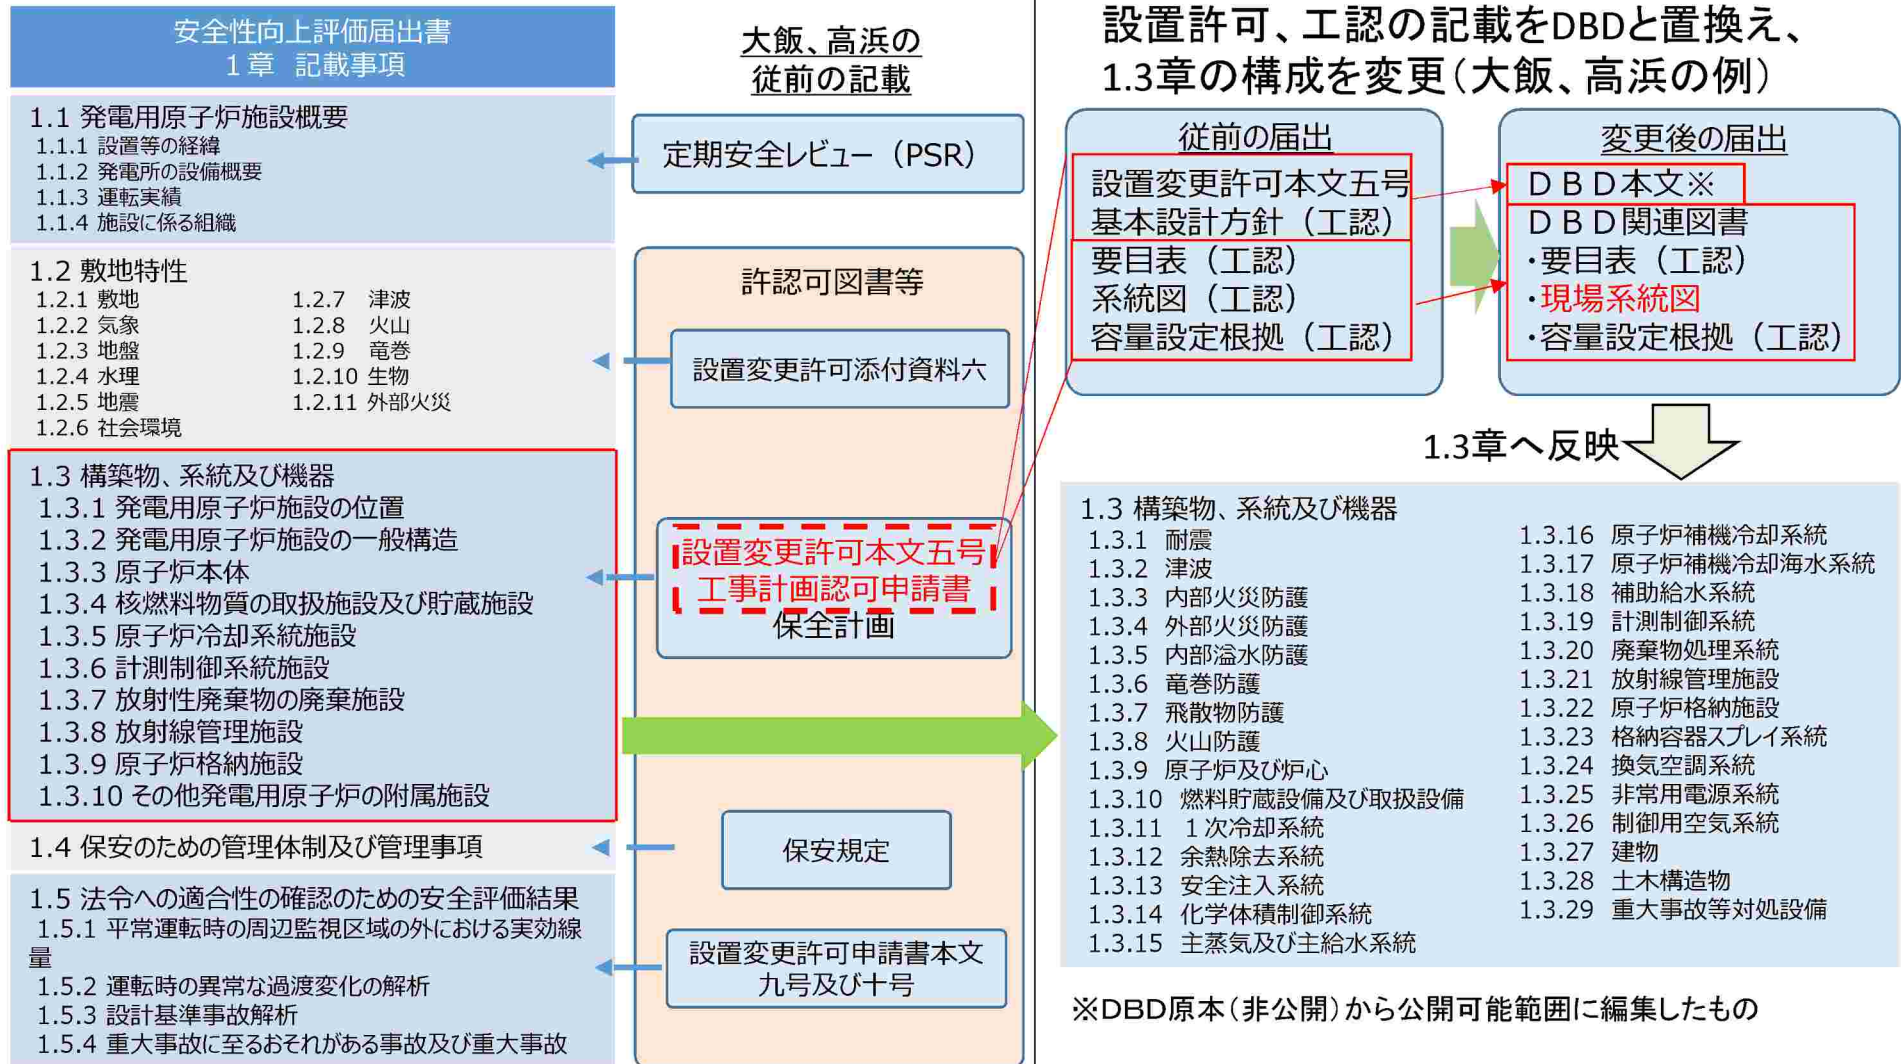 安全性向上評価届出書
1章 記載事項
1.1 発電用原子炉施設概要
1.1.1 設置等の経緯
1.1.2 発電所の設備概要
1.1.3 運転実績
1.1.4 施設に係る組織
1.2 敷地特性
1.2.1 敷地
1.2.2 気象
1.2.3 地盤
1.2.4 水理
1.2.5 地震
1.2.6 社会環境
1.2.7 津波
1.2.8 火山
1.2.9 竜巻
1.2.10 生物
1.2.11 外部火災
1.3 構築物、系統及び機器
1.3.1 発電用原子炉施設の位置
1.3.2 発電用原子炉施設の一般構造
1.3.3 原子炉本体
1.3.4 核燃料物質の取扱施設及び貯蔵施設
1.3.5 原子炉冷却系統施設
1.3.6 計測制御系統施設
1.3.7 放射性廃棄物の廃棄施設
1.3.8 放射線管理施設
1.3.9 原子炉格納施設
1.3.10 その他発電用原子炉の附属施設
1.4 保安のための管理体制及び管理事項
1.5 法令への適合性の確認のための安全評価結果
1.5.1 平常運転時の周辺監視区域の外における実効線
量
1.5.2 運転時の異常な過渡変化の解析
1.5.3 設計基準事故解析
1.5.4 重大事故に至るおそれがある事故及び重大事故
大飯、高浜の
従前の記載
定期安全レビュー（PSR）
許認可図書等
設置変更許可添付資料六
設置変更許可本文五号
工事計画認可申請書
保全計画
保安規定
設置変更許可申請書本文
九号及び十号
設置許可、工認の記載をDBDと置換え、
1.3章の構成を変更（大飯、高浜の例）
従前の届出
設置変更許可本文五号
基本設計方針（工認）
要目表（工認）
系統図（工認）
容量設定根拠（工認）
変更後の届出
ＤＢＤ本文※
ＤＢＤ関連図書
・要目表（工認）
・現場系統図
・容量設定根拠（工認）
1.3章へ反映
1.3 構築物、系統及び機器
1.3.1 耐震
1.3.2 津波
1.3.3 内部火災防護
1.3.4 外部火災防護
1.3.5 内部溢水防護
1.3.6 竜巻防護
1.3.7 飛散物防護
1.3.8 火山防護
1.3.9 原子炉及び炉心
1.3.10 燃料貯蔵設備及び取扱設備
1.3.11 １次冷却系統
1.3.12 余熱除去系統
1.3.13 安全注入系統
1.3.14 化学体積制御系統
1.3.15 主蒸気及び主給水系統
1.3.16 原子炉補機冷却系統
1.3.17 原子炉補機冷却海水系統
1.3.18 補助給水系統
1.3.19 計測制御系統
1.3.20 廃棄物処理系統
1.3.21 放射線管理施設
1.3.22 原子炉格納施設
1.3.23 格納容器スプレイ系統
1.3.24 換気空調系統
1.3.25 非常用電源系統
1.3.26 制御用空気系統
1.3.27 建物
1.3.28 土木構造物
1.3.29 重大事故等対処設備
※DBD原本（非公開）から公開可能範囲に編集したもの